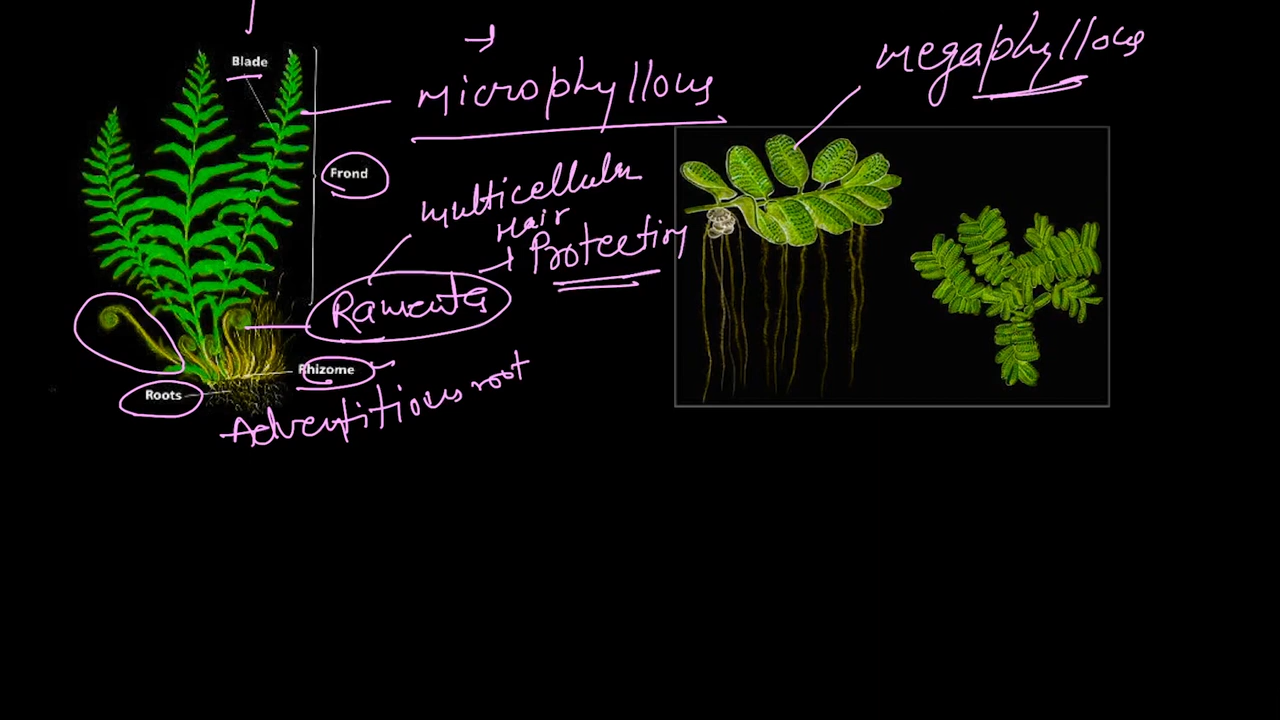 Blade
microphyllous
megaphyllous
Frond
multicellular
Hair
Protection
Ramenta
Rhizome
Roots
Adventitious root